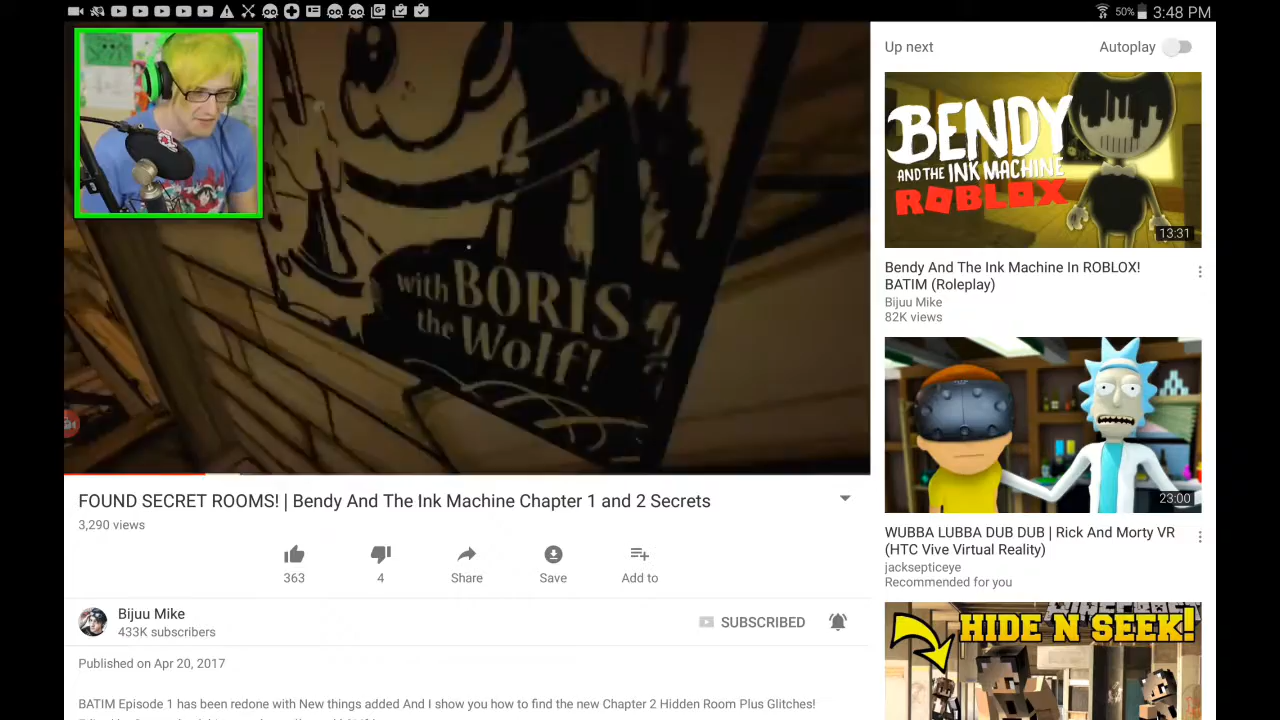 50% 3:48 PM
with BORIS
the Wolf!
FOUND SECRET ROOMS! | Bendy And The Ink Machine Chapter 1 and 2 Secrets
3,290 views
363
4
Share
Save
Add to
Bijuu Mike
433K subscribers
SUBSCRIBED
Published on Apr 20, 2017
BATIM Episode 1 has been redone with New things added And I show you how to find the new Chapter 2 Hidden Room Plus Glitches!
Up next
Autoplay
BENDY
AND THE INK MACHINE
ROBLOX
13:31
Bendy And The Ink Machine In ROBLOX!
BATIM (Roleplay)
Bijuu Mike
82K views
23:00
WUBBA LUBBA DUB DUB | Rick And Morty VR
(HTC Vive Virtual Reality)
jacksepticeye
Recommended for you
HIDE N SEEK!